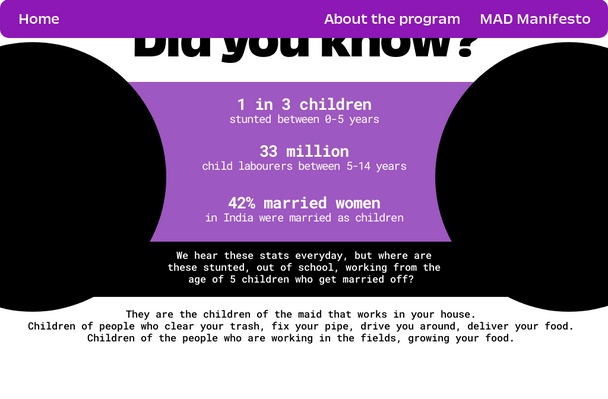 Home About the program MAD Manifesto
Did you know?
1 in 3 children
stunted between 0-5 years
33 million
child labourers between 5-14 years
42% married women
in India were married as children
We hear these stats everyday, but where are
these stunted, out of school, working from the
age of 5 children who get married off?
They are the children of the maid that works in your house.
Children of people who clear your trash, fix your pipe, drive you around, deliver your food.
Children of the people who are working in the fields, growing your food.